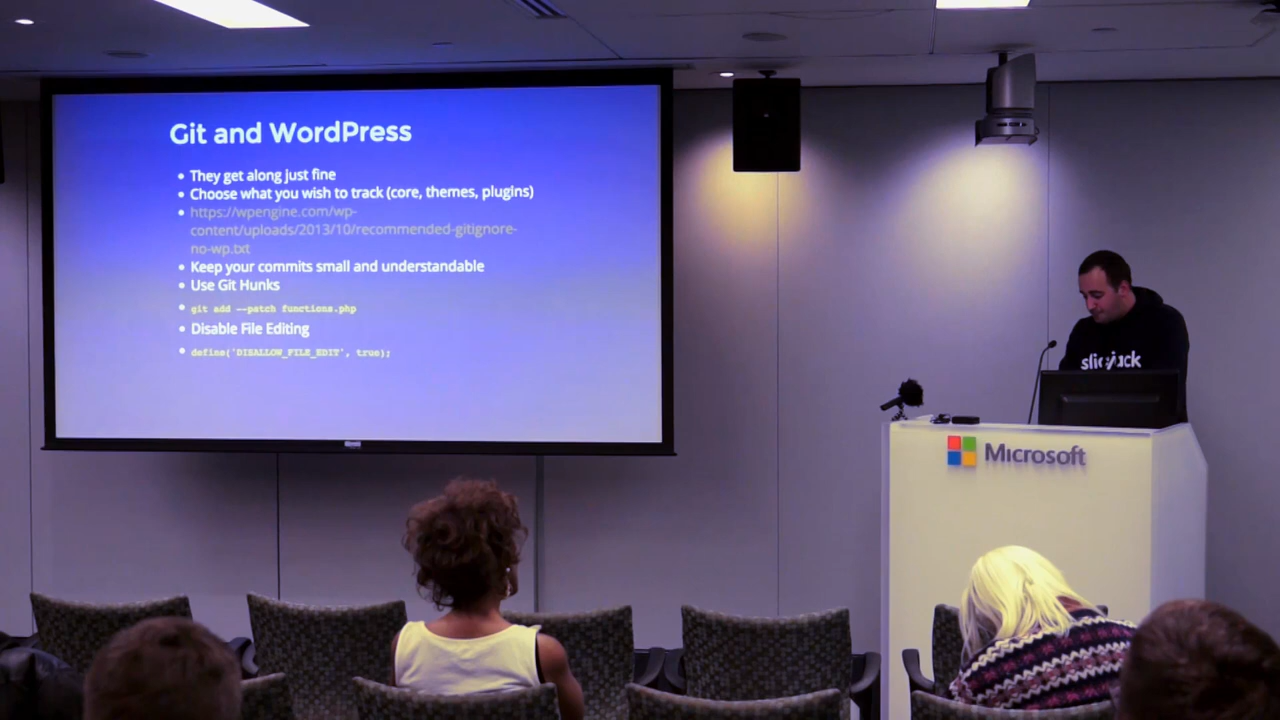 Git and WordPress
They get along just fine
Choose what you wish to track (core, themes, plugins)
https://wpengine.com/wp-
content/uploads/2013/10/recommended-gitignore-
no-wp.txt
Keep your commits small and understandable
Use Git Hunks
git add --patch functions.php
Disable File Editing
define('DISALLOW_FILE_EDIT', true);
Microsoft